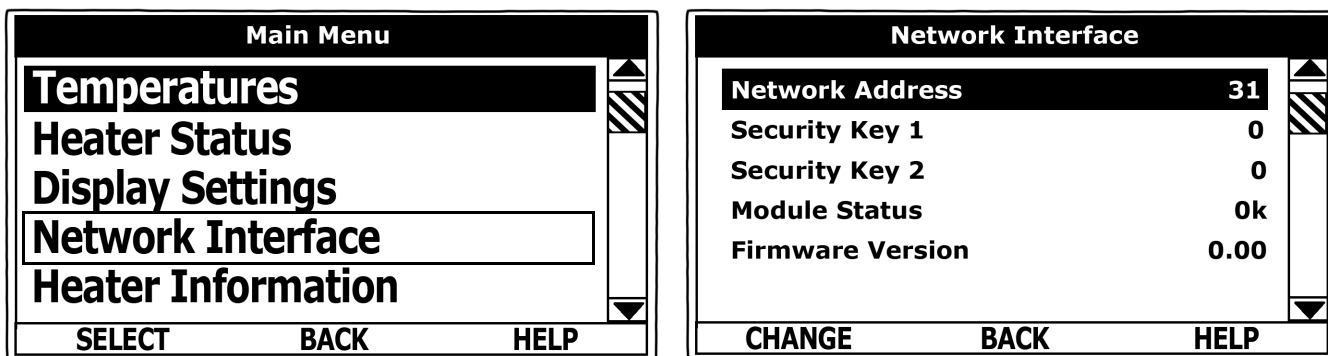 Main Menu
Temperatures
Heater Status
Display Settings
Network Interface
Heater Information
SELECT BACK HELP
Network Interface
Network Address 31
Security Key 1 0
Security Key 2 0
Module Status 0k
Firmware Version 0.00
CHANGE BACK HELP